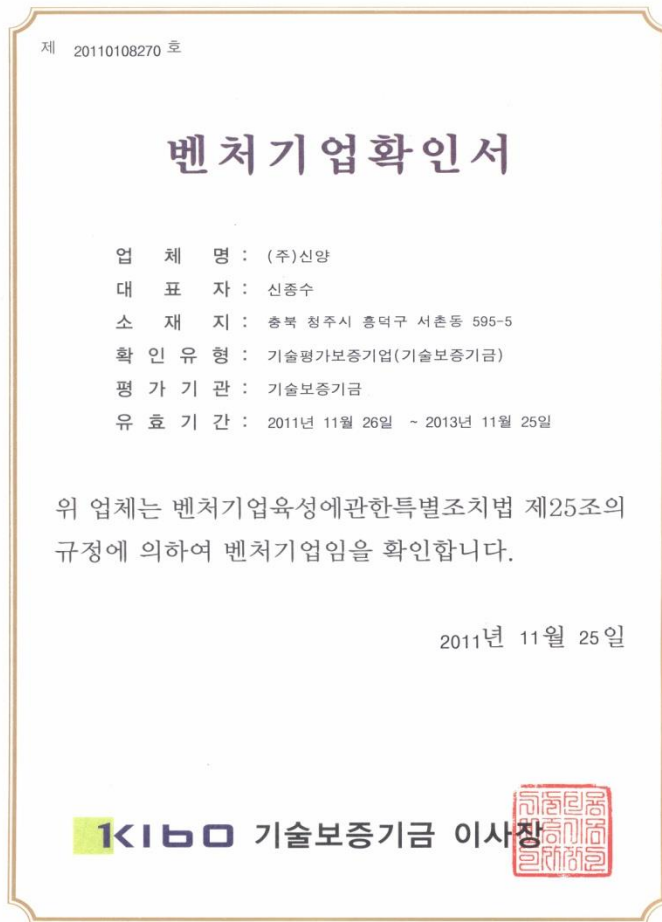 제 20110108270 호
벤처기업확인서
업 체 명 : (주)신양
대 표 자 : 신종수
소 재 지 : 충북 청주시 흥덕구 서촌동 595-5
확 인 유 형 : 기술평가보증기업(기술보증기금)
평 가 기 관 : 기술보증기금
유 효 기 간 : 2011년 11월 26일 ~ 2013년 11월 25일
위 업체는 벤처기업육성에관한특별조치법 제25조의
규정에 의하여 벤처기업임을 확인합니다.
2011년 11월 25일
KIBO 기술보증기금 이사장